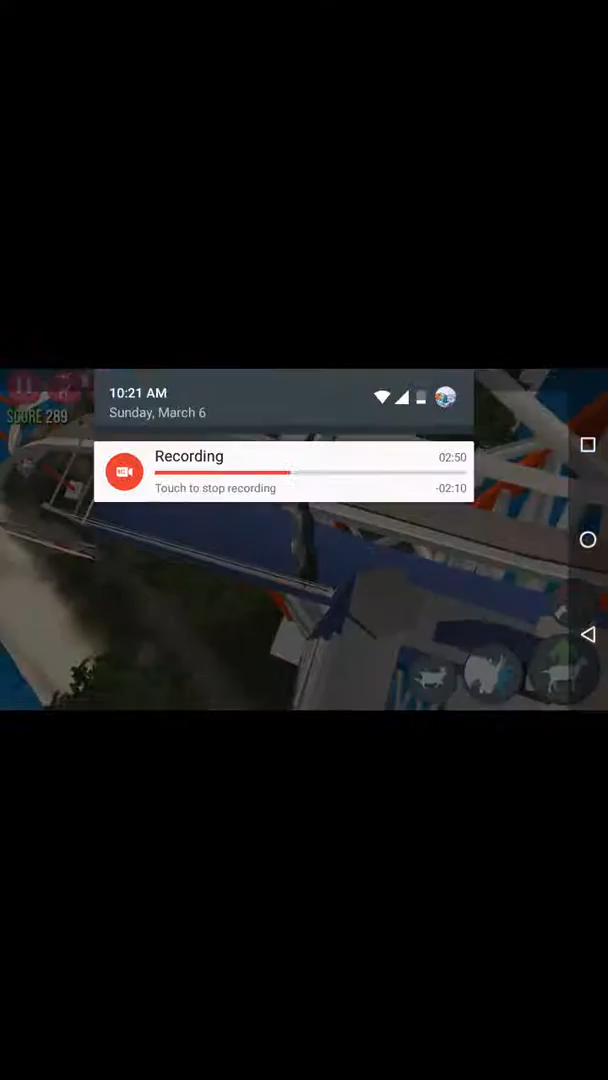 10:21 AM
Sunday, March 6
SCORE 289
Recording
02:50
Touch to stop recording
-02:10